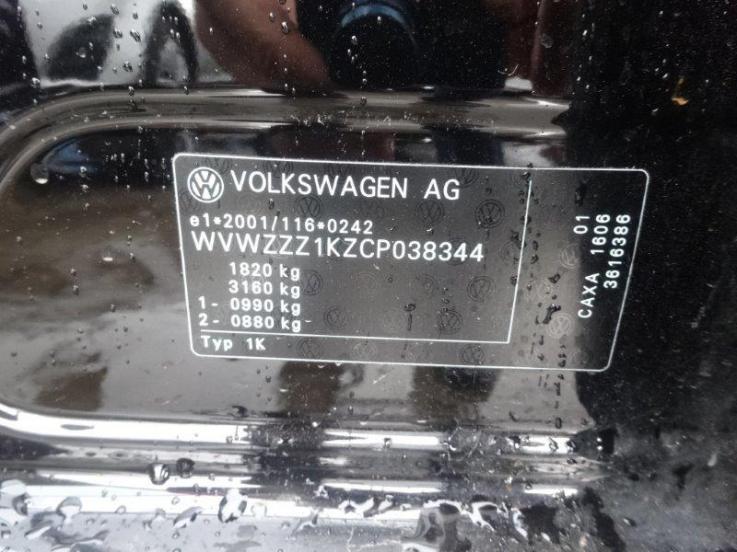 VOLKSWAGEN AG
e1*2001/116*0242
WVWZZZ1KZCP038344
1820 kg
3160 kg
1- 0990 kg
2- 0880 kg
Typ 1K
01
CAXA 1606
3616386